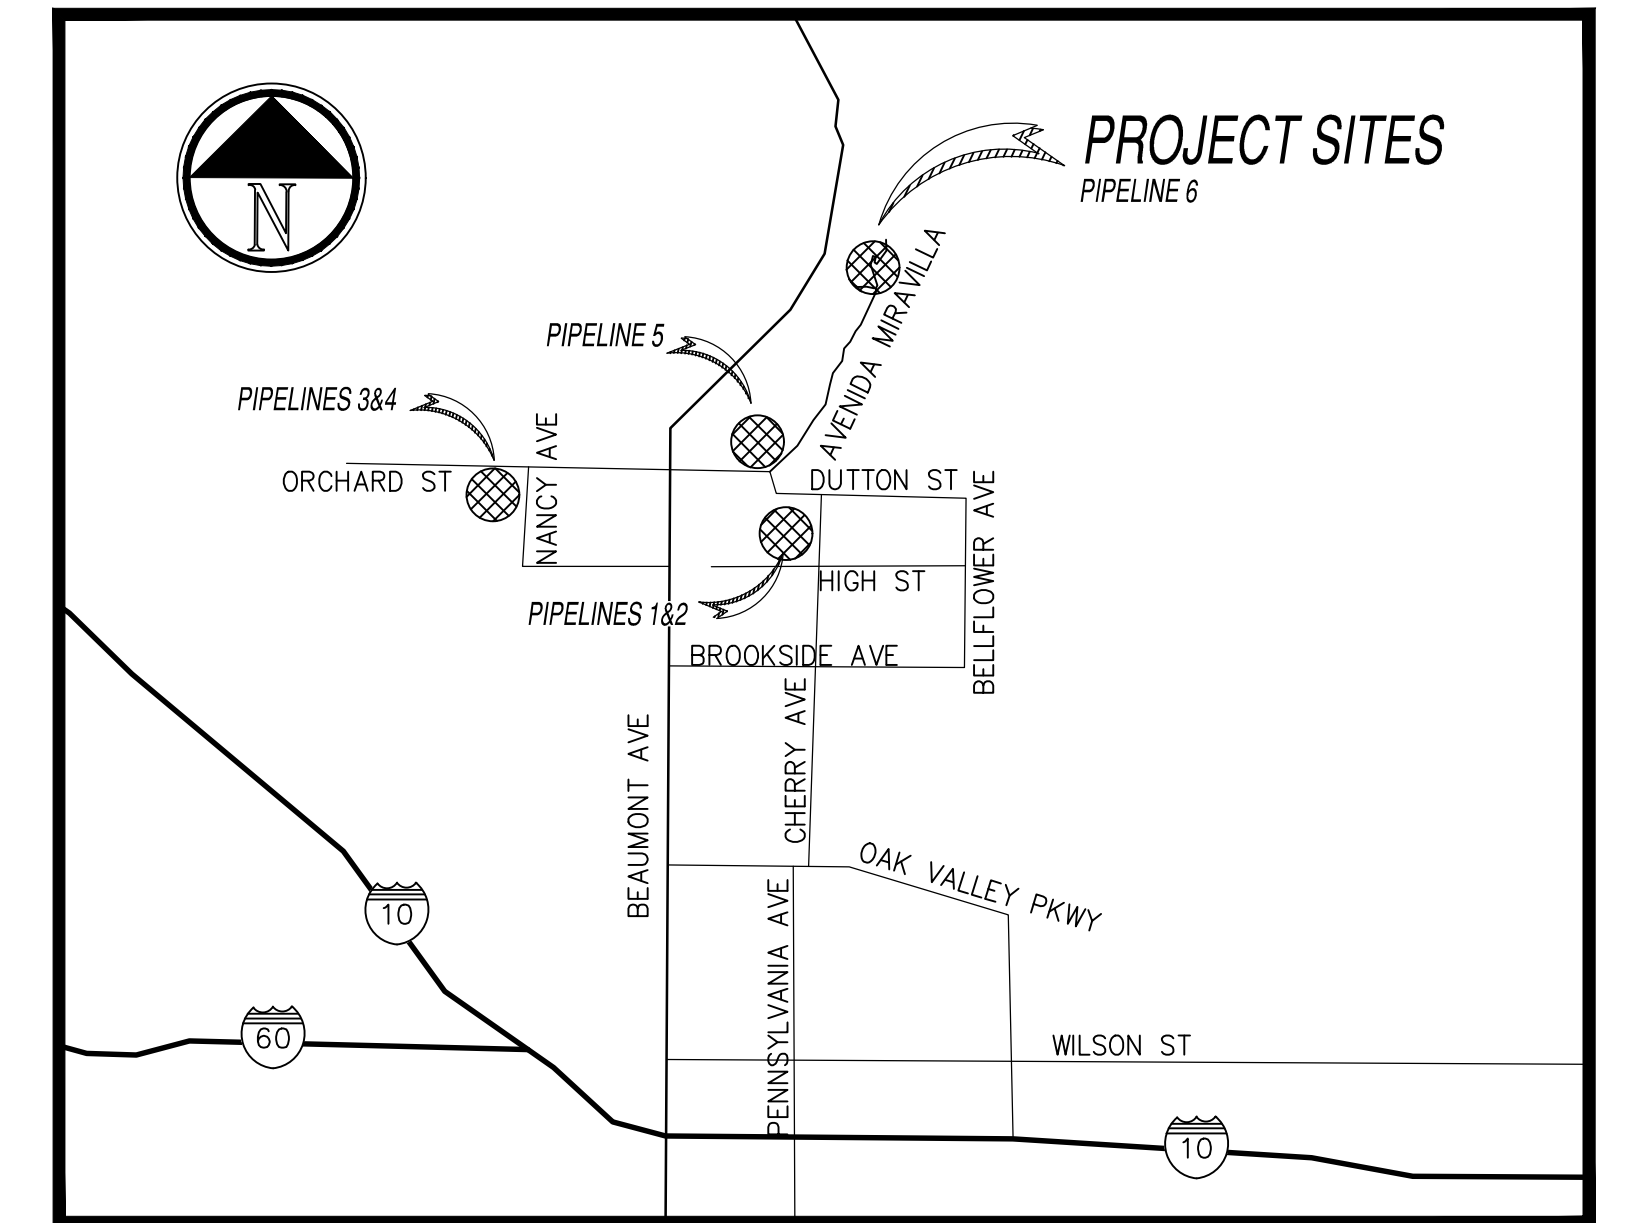 PROJECT SITES
PIPELINE 6
N
AVENIDA MIRAVILLA
PIPELINE 5
PIPELINES 3&4
ORCHARD ST
NANCY AVE
DUTTON ST
BELLFLOWER AVE
HIGH ST
PIPELINES 1&2
BROOKSIDE AVE
CHERRY AVE
BEAUMONT AVE
OAK VALLEY PKWY
PENNSYLVANIA AVE
10
60
WILSON ST
10